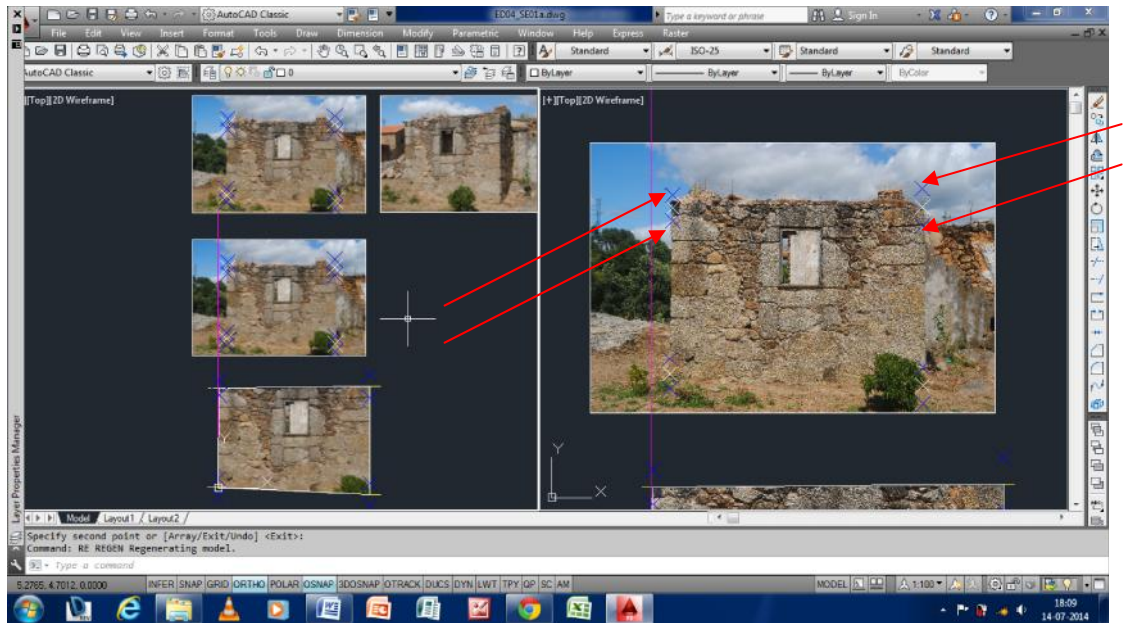 AutoCAD Classic
ED04_SE01a.dwg
Type a keyword or phrase
Sign In
File Edit View Insert Format Tools Draw Dimension Modify Parametric Window Help Express Raster
Standard
ISO-25
Standard
Standard
AutoCAD Classic
0
ByLayer
ByLayer
ByLayer
ByColor
][Top][2D Wireframe]
[+][Top][2D Wireframe]
Y
X
Y
X
Layer Properties Manager
Model
Layout1
Layout2
Specify second point or [Array/Exit/Undo] <Exit>:
Command: RE REGEN Regenerating model.
Type a command
5.2765, 4.7012, 0.0000
INFER SNAP GRID ORTHO POLAR OSNAP 3DOSNAP OTRACK DUCS DYN LWT TPY QP SC AM
MODEL
1:100
18:09
14-07-2014